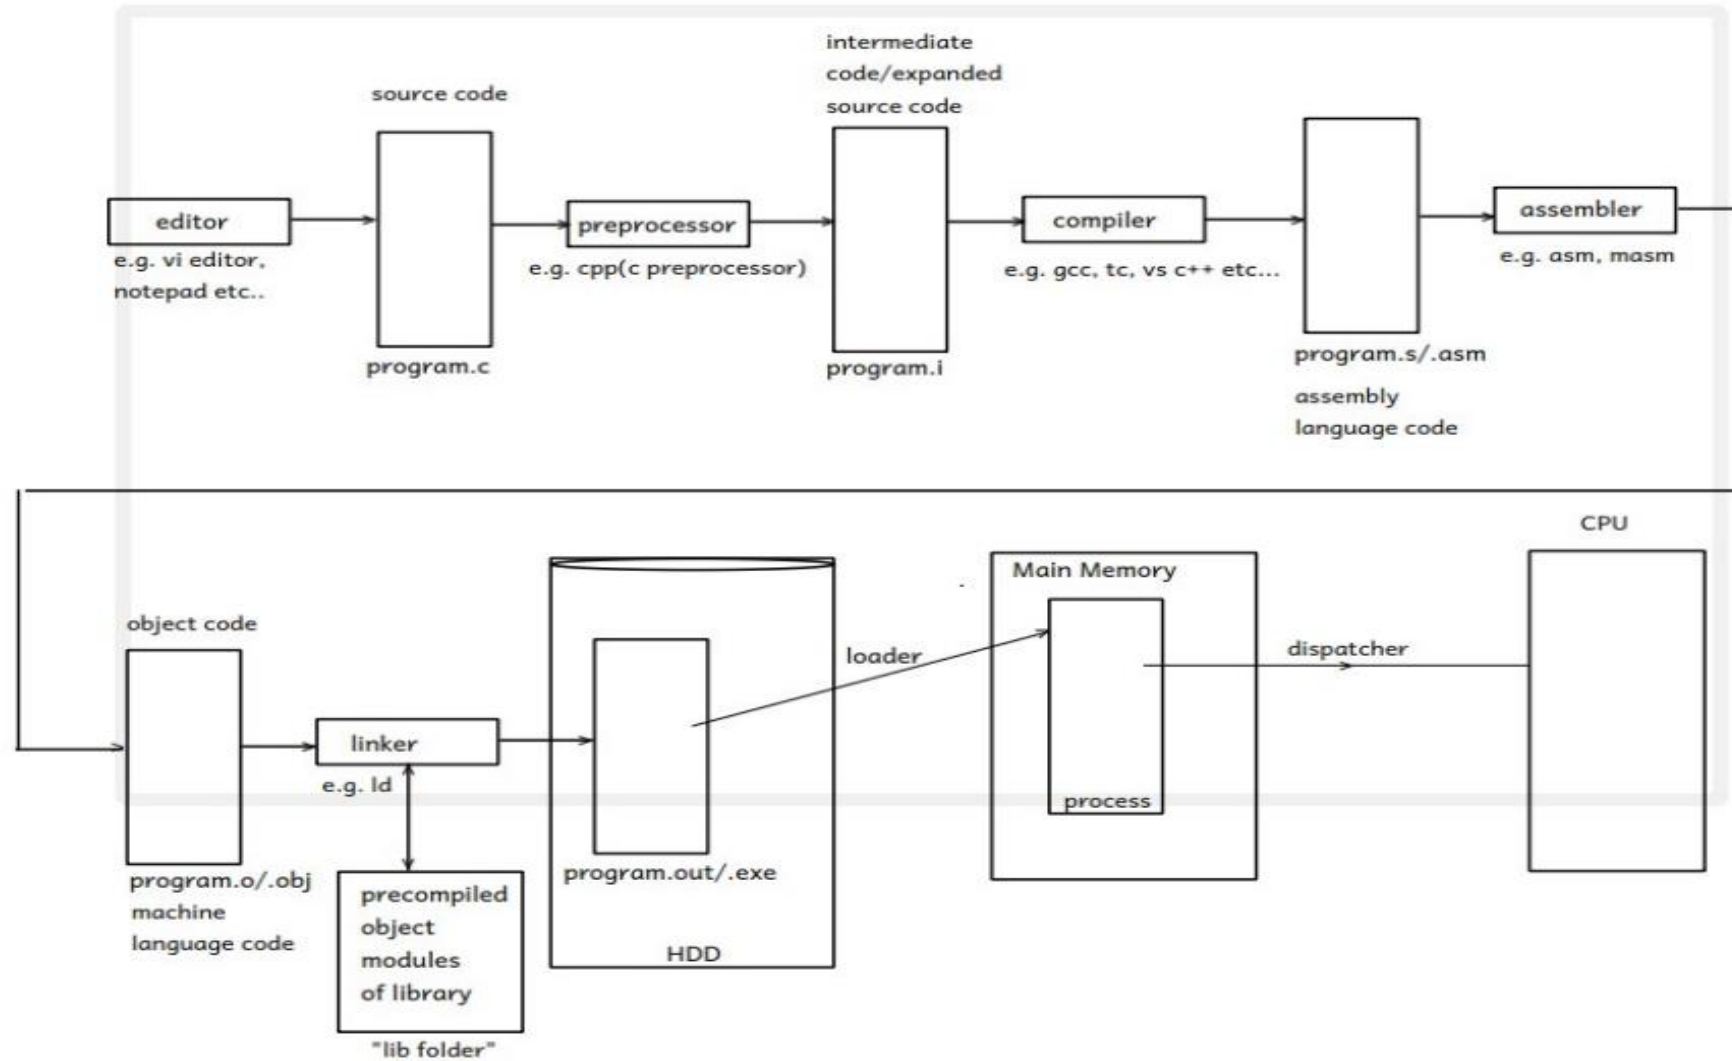 source code
program.c
editor
e.g. vi editor,
notepad etc..
preprocessor
e.g. cpp(c preprocessor)
intermediate
code/expanded
source code
program.i
compiler
e.g. gcc, tc, vs c++ etc...
program.s/.asm
assembly
language code
assembler
e.g. asm, masm
object code
program.o/.obj
machine
language code
linker
e.g. ld
precompiled
object
modules
of library
"lib folder"
program.out/.exe
HDD
loader
Main Memory
process
dispatcher
CPU